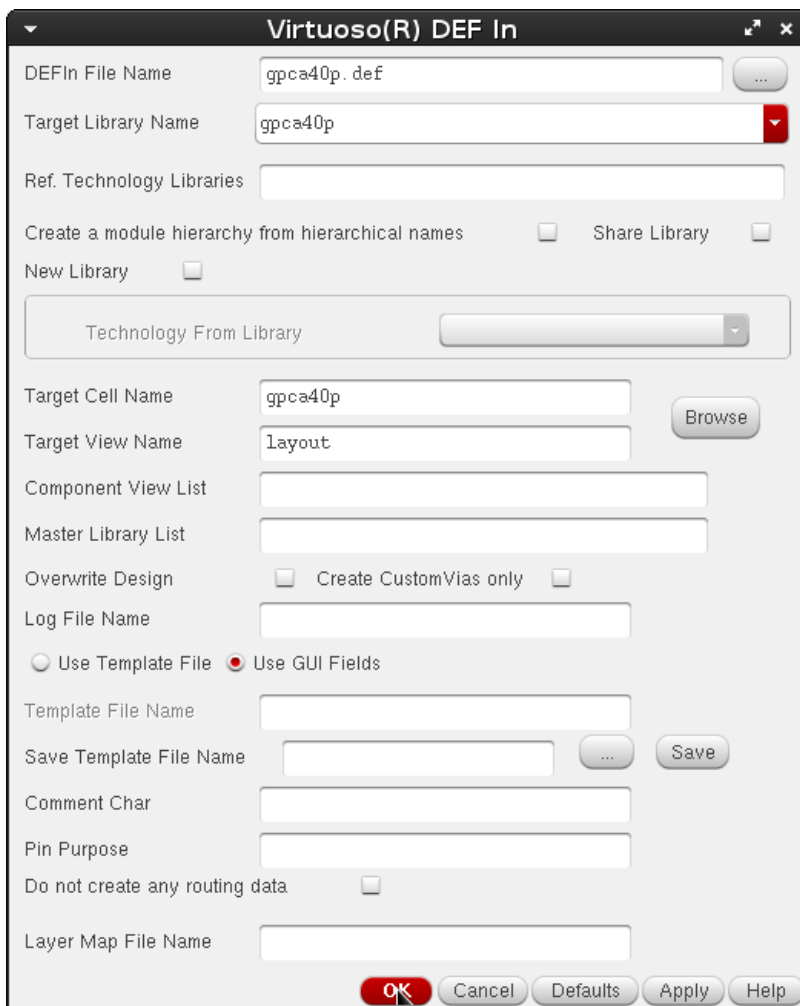 Virtuoso(R) DEF In
DEFIn File Name gpca40p.def ...
Target Library Name gpca40p
Ref. Technology Libraries
Create a module hierarchy from hierarchical names Share Library
New Library
Technology From Library
Target Cell Name gpca40p
Browse
Target View Name layout
Component View List
Master Library List
Overwrite Design Create CustomVias only
Log File Name
Use Template File Use GUI Fields
Template File Name
Save Template File Name ... Save
Comment Char
Pin Purpose
Do not create any routing data
Layer Map File Name
OK Cancel Defaults Apply Help